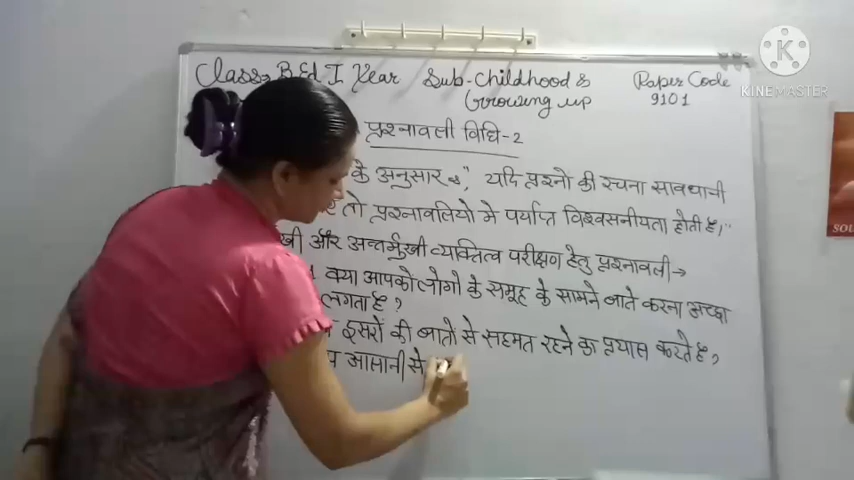 Class→ B.Ed I Year Sub-Childhood & Growing up Paper Code 9101
प्रश्नावली विधि-2
के अनुसार→ " यदि प्रश्नो की रचना सावधानी
तो प्रश्नावलियो मे पर्याप्त विश्वसनीयता होती है।"
और अन्तर्मुखी व्यक्तित्व परीक्षण हेतु प्रश्नावली→
क्या आपको लोगो के समूह के सामने बाते करना अच्छा
लगता है?
दूसरों की बातो से सहमत रहने का प्रयास करते है?
आसानी से
KINEMASTER
SOL